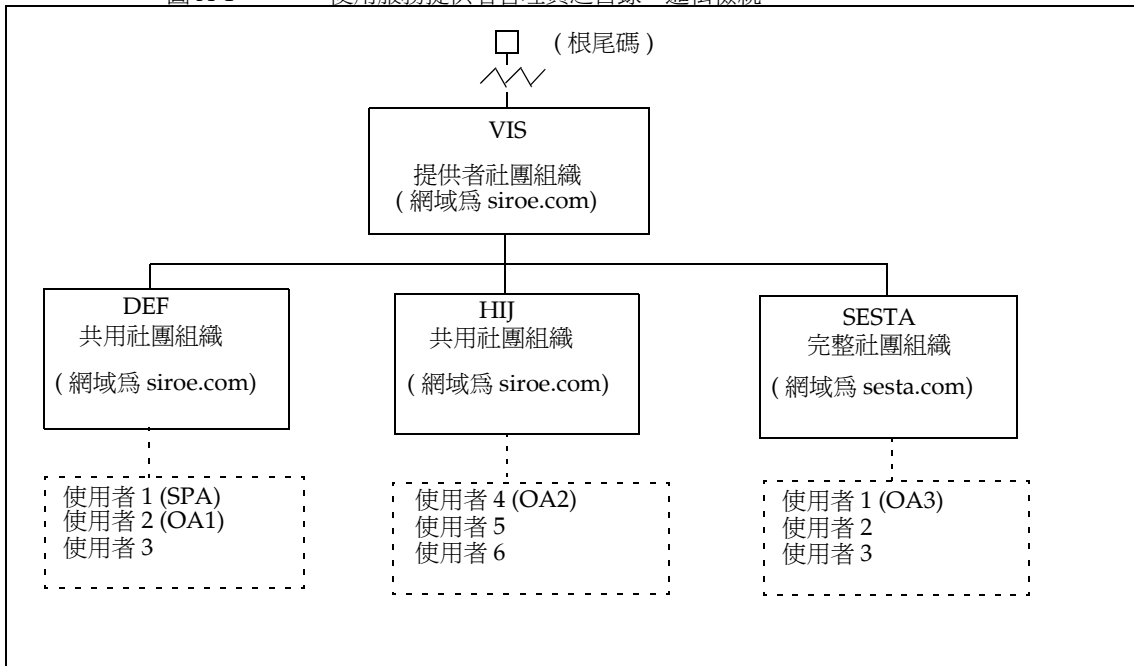 (根尾碼)
VIS
提供者社團組織
(網域為 siroe.com)
DEF
共用社團組織
(網域為 siroe.com)
HIJ
共用社團組織
(網域為 siroe.com)
SESTA
完整社團組織
(網域為 sesta.com)
使用者 1 (SPA)
使用者 2 (OA1)
使用者 3
使用者 4 (OA2)
使用者 5
使用者 6
使用者 1 (OA3)
使用者 2
使用者 3